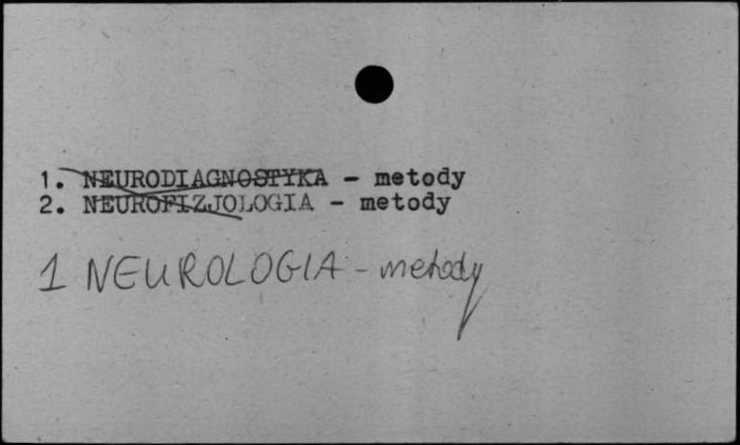 1. NEURODIAGNOSTYKA - metody
2. NEUROFIZJOLOGIA - metody
1 NEUROLOGIA - metody